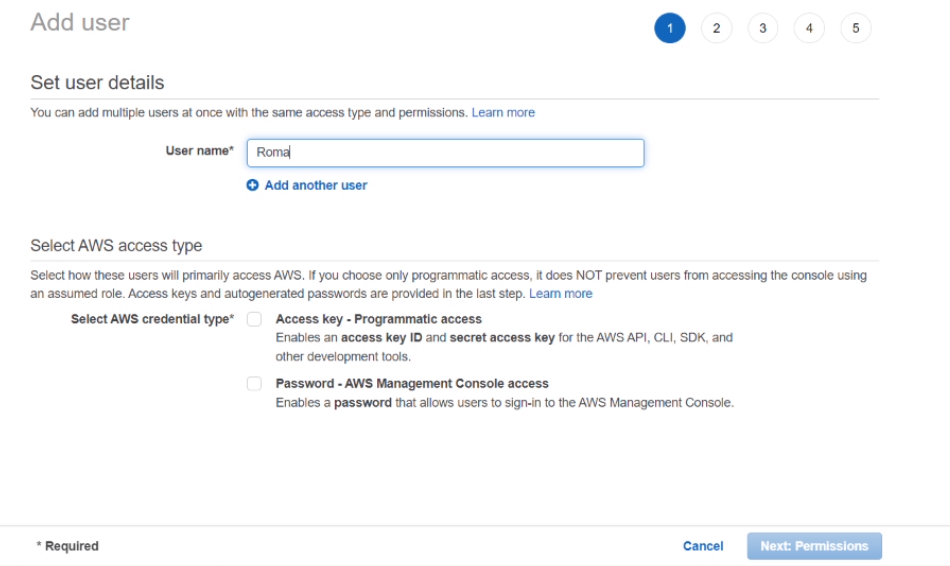 Add user
1 2 3 4 5
Set user details
You can add multiple users at once with the same access type and permissions. Learn more
User name* Roma
Add another user
Select AWS access type
Select how these users will primarily access AWS. If you choose only programmatic access, it does NOT prevent users from accessing the console using
an assumed role. Access keys and autogenerated passwords are provided in the last step. Learn more
Select AWS credential type* Access key - Programmatic access
Enables an access key ID and secret access key for the AWS API, CLI, SDK, and
other development tools.
Password - AWS Management Console access
Enables a password that allows users to sign-in to the AWS Management Console.
* Required Cancel Next: Permissions